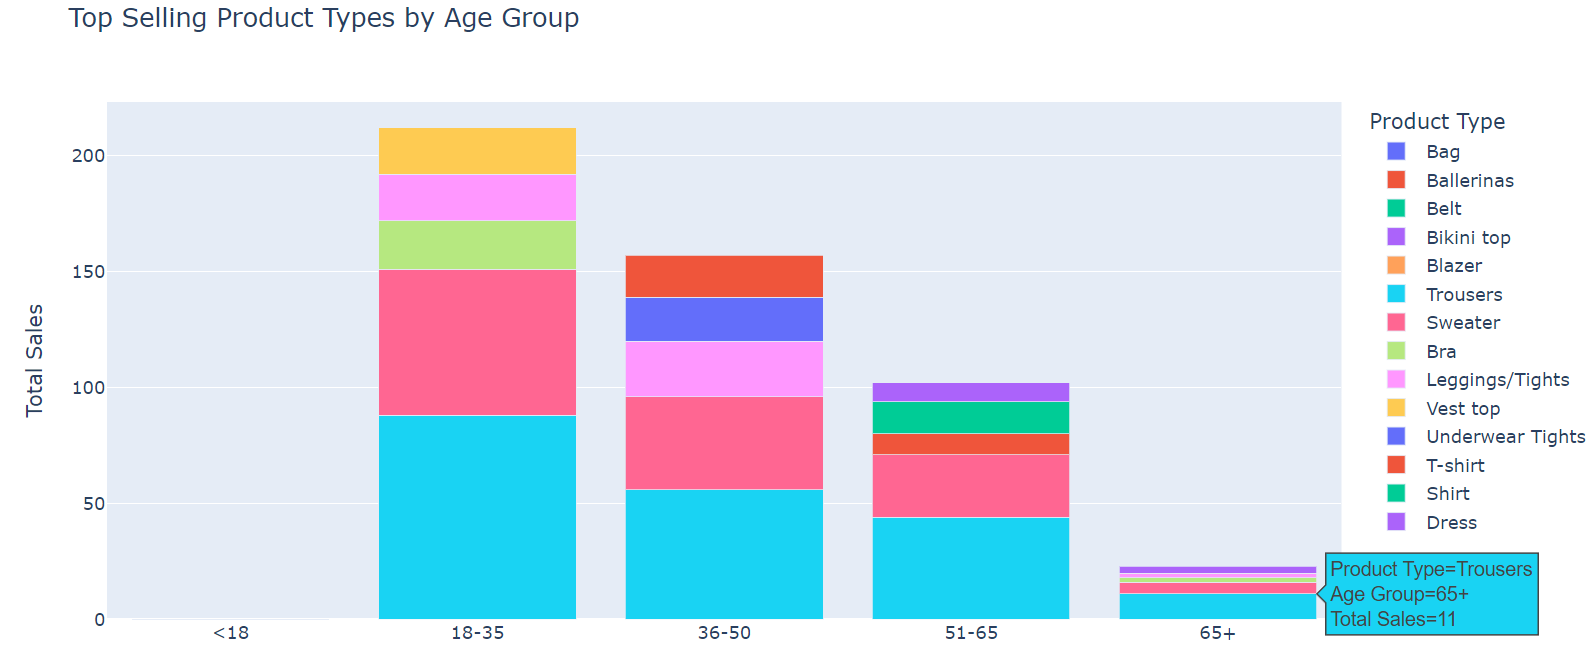 Top Selling Product Types by Age Group
Total Sales
200
150
100
50
0
<18
18-35
36-50
51-65
65+
Product Type
Bag
Ballerinas
Belt
Bikini top
Blazer
Trousers
Sweater
Bra
Leggings/Tights
Vest top
Underwear Tights
T-shirt
Shirt
Dress
Product Type=Trousers
Age Group=65+
Total Sales=11